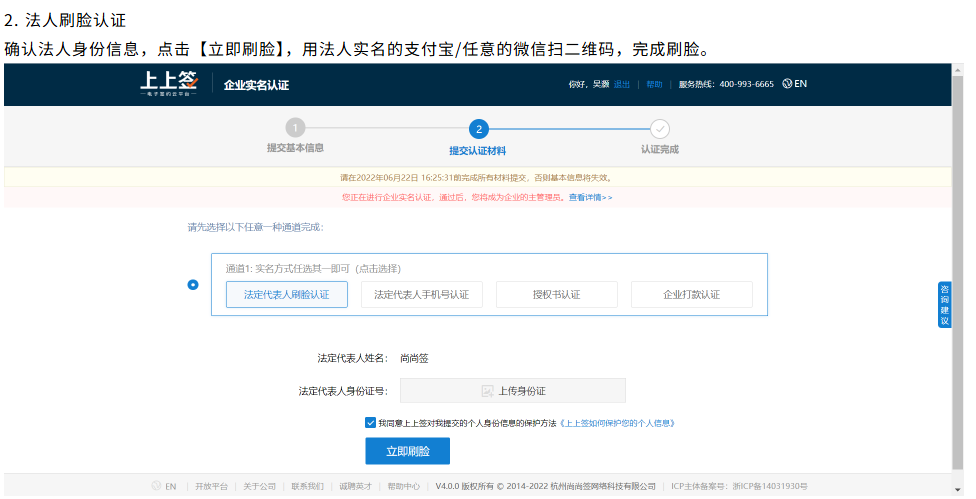 2. 法人刷脸认证
确认法人身份信息，点击【立即刷脸】，用法人实名的支付宝/任意的微信扫二维码，完成刷脸。
上上签 企业实名认证 你好，吴灏 退出 | 帮助 | 服务热线：400-993-6665 EN
电子签约云平台
1 2
提交基本信息 提交认证材料 认证完成
请在2022年06月22日 16:25:31前完成所有材料提交，否则基本信息将失效。
您正在进行企业实名认证，通过后，您将成为企业的主管理员。查看详情>>
请先选择以下任意一种通道完成：
通道1: 实名方式任选其一即可（点击选择）
法定代表人刷脸认证 法定代表人手机号认证 授权书认证 企业打款认证
咨询建议
法定代表人姓名： 尚尚签
法定代表人身份证号： 上传身份证
我同意上上签对我提交的个人身份信息的保护方法《上上签如何保护您的个人信息》
立即刷脸
EN | 开放平台 | 关于公司 | 联系我们 | 诚聘英才 | 帮助中心 | V4.0.0 版权所有 © 2014-2022 杭州尚尚签网络科技有限公司 | ICP主体备案号：浙ICP备14031930号